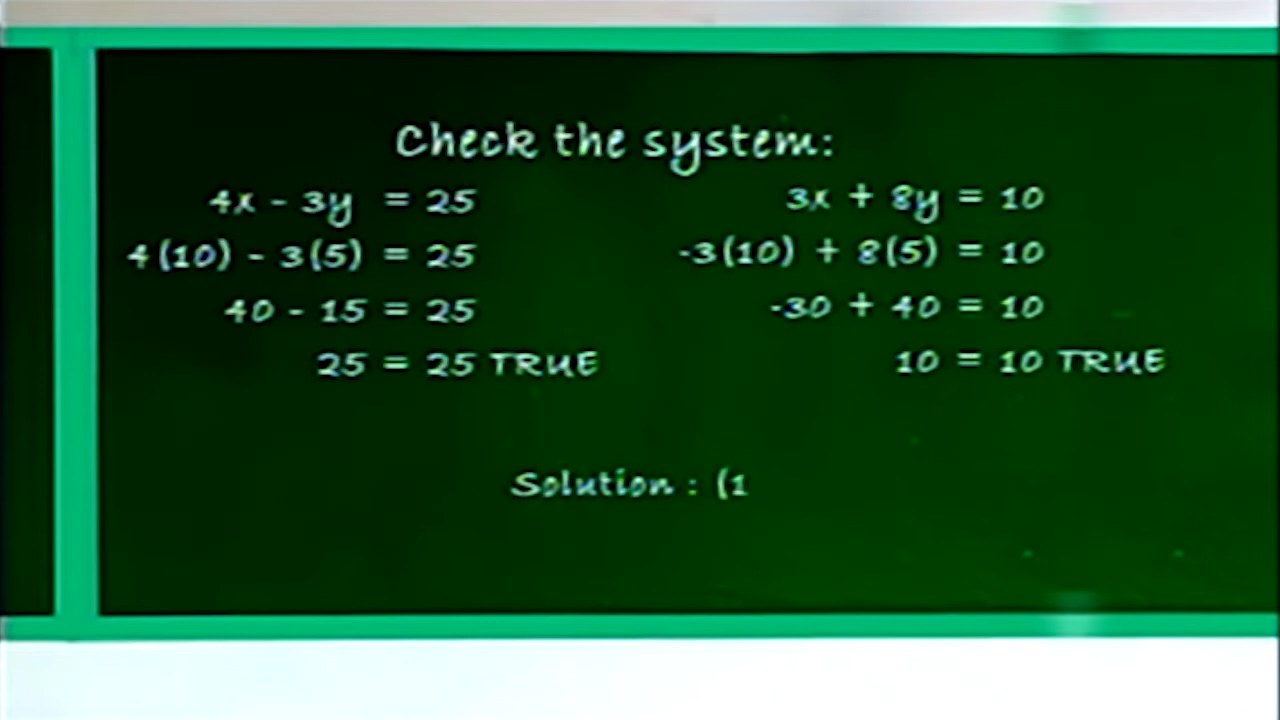 Check the system:
4x - 3y = 25
4(10) - 3(5) = 25
40 - 15 = 25
25 = 25 TRUE
3x + 8y = 10
-3(10) + 8(5) = 10
-30 + 40 = 10
10 = 10 TRUE
Solution : (1